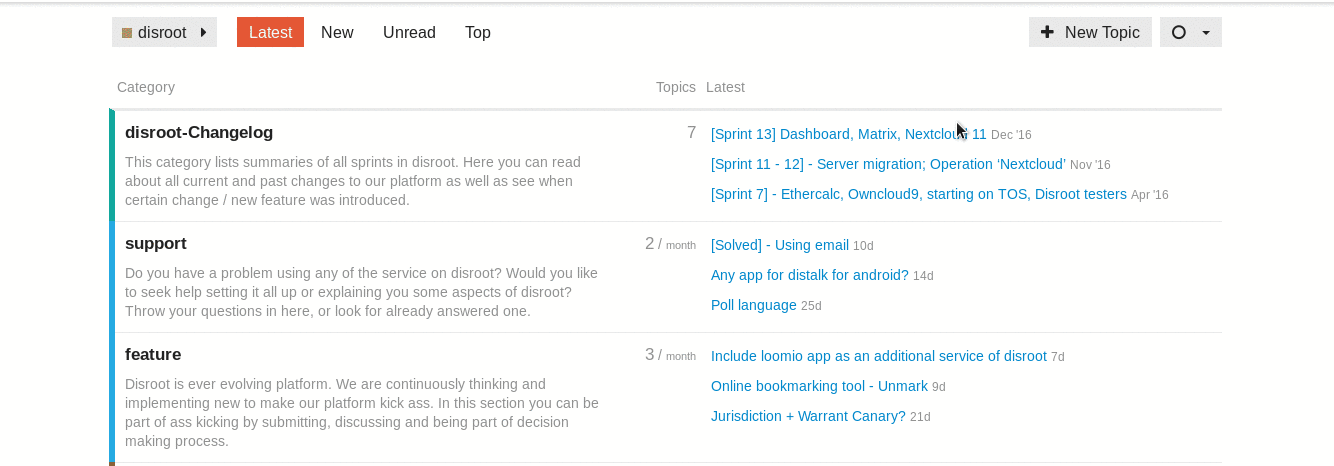 disroot Latest New Unread Top New Topic
Category Topics Latest
disroot-Changelog 7
This category lists summaries of all sprints in disroot. Here you can read
about all current and past changes to our platform as well as see when
certain change / new feature was introduced.
[Sprint 13] Dashboard, Matrix, Nextcloud 11 Dec '16
[Sprint 11 - 12] - Server migration; Operation ‘Nextcloud’ Nov '16
[Sprint 7] - Ethercalc, Owncloud9, starting on TOS, Disroot testers Apr '16
support 2 / month
Do you have a problem using any of the service on disroot? Would you like
to seek help setting it all up or explaining you some aspects of disroot?
Throw your questions in here, or look for already answered one.
[Solved] - Using email 10d
Any app for distalk for android? 14d
Poll language 25d
feature 3 / month
Disroot is ever evolving platform. We are continuously thinking and
implementing new to make our platform kick ass. In this section you can be
part of ass kicking by submitting, discussing and being part of decision
making process.
Include loomio app as an additional service of disroot 7d
Online bookmarking tool - Unmark 9d
Jurisdiction + Warrant Canary? 21d